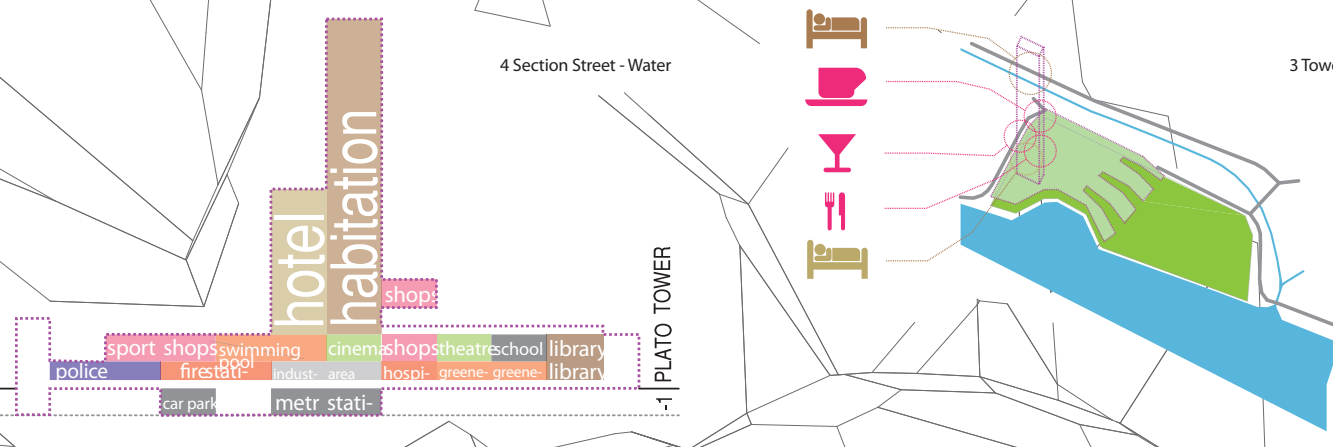 4 Section Street - Water
3 Tow
hotel
habitation
shops
sport
shops
swimming
pool
cinema
shops
theatre
school
library
police
firestati-
indust-
area
hospi-
greene-
greene-
library
car park
metr
stati-
-1 | PLATO TOWER